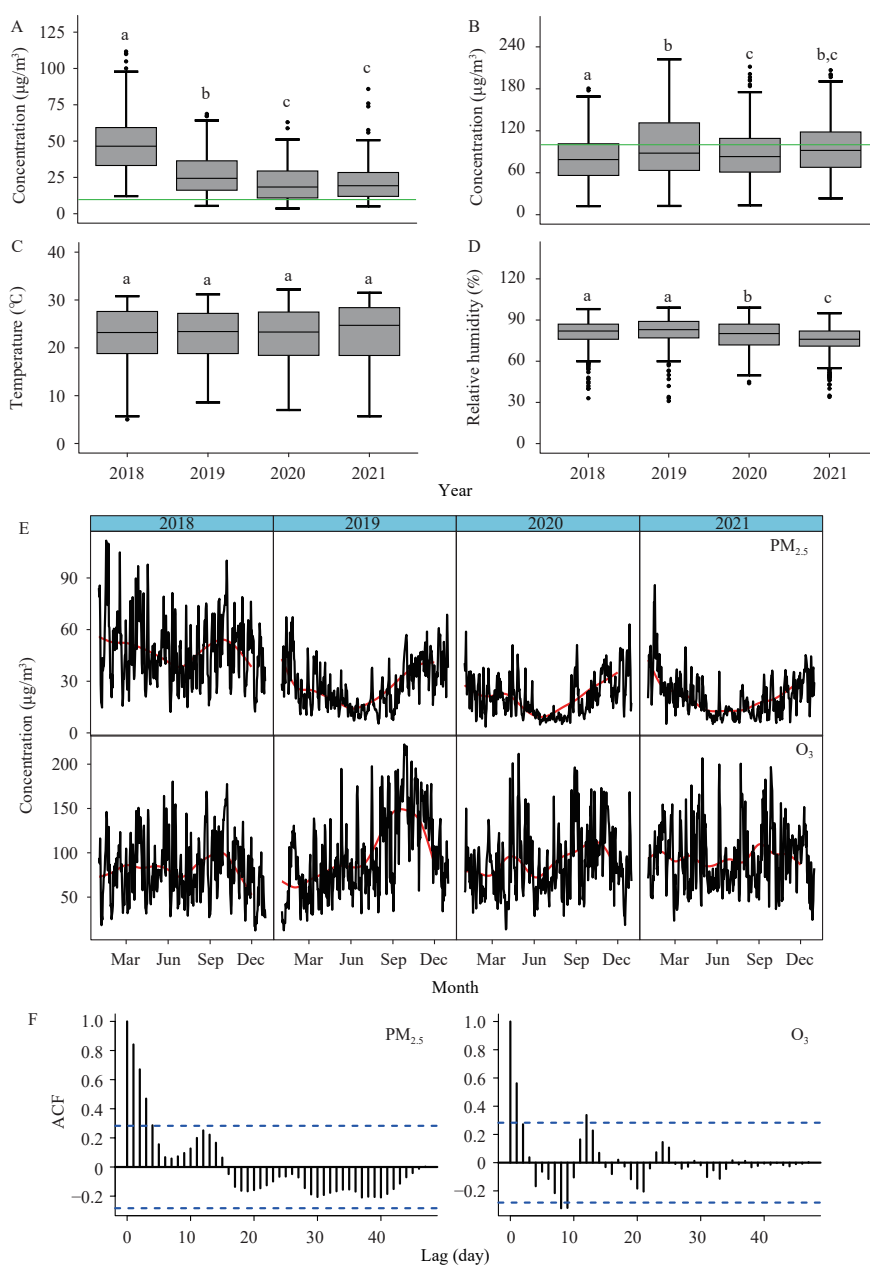 A
B
Concentration (μg/m³)
125
100
75
50
25
0
a
b
c
c
Concentration (μg/m³)
240
180
120
60
0
a
b
c
b,c
C
D
Temperature (℃)
40
30
20
10
0
a
a
a
a
2018
2019
2020
2021
Relative humidity (%)
120
90
60
30
0
a
a
b
c
2018
2019
2020
2021
Year
E
2018
2019
2020
2021
PM2.5
90
60
30
0
Concentration (μg/m³)
O3
200
150
100
50
Mar Jun Sep Dec
Mar Jun Sep Dec
Mar Jun Sep Dec
Mar Jun Sep Dec
Month
F
ACF
1.0
0.8
0.6
0.4
0.2
0
−0.2
PM2.5
0 10 20 30 40
1.0
0.8
0.6
0.4
0.2
0
−0.2
O3
0 10 20 30 40
Lag (day)